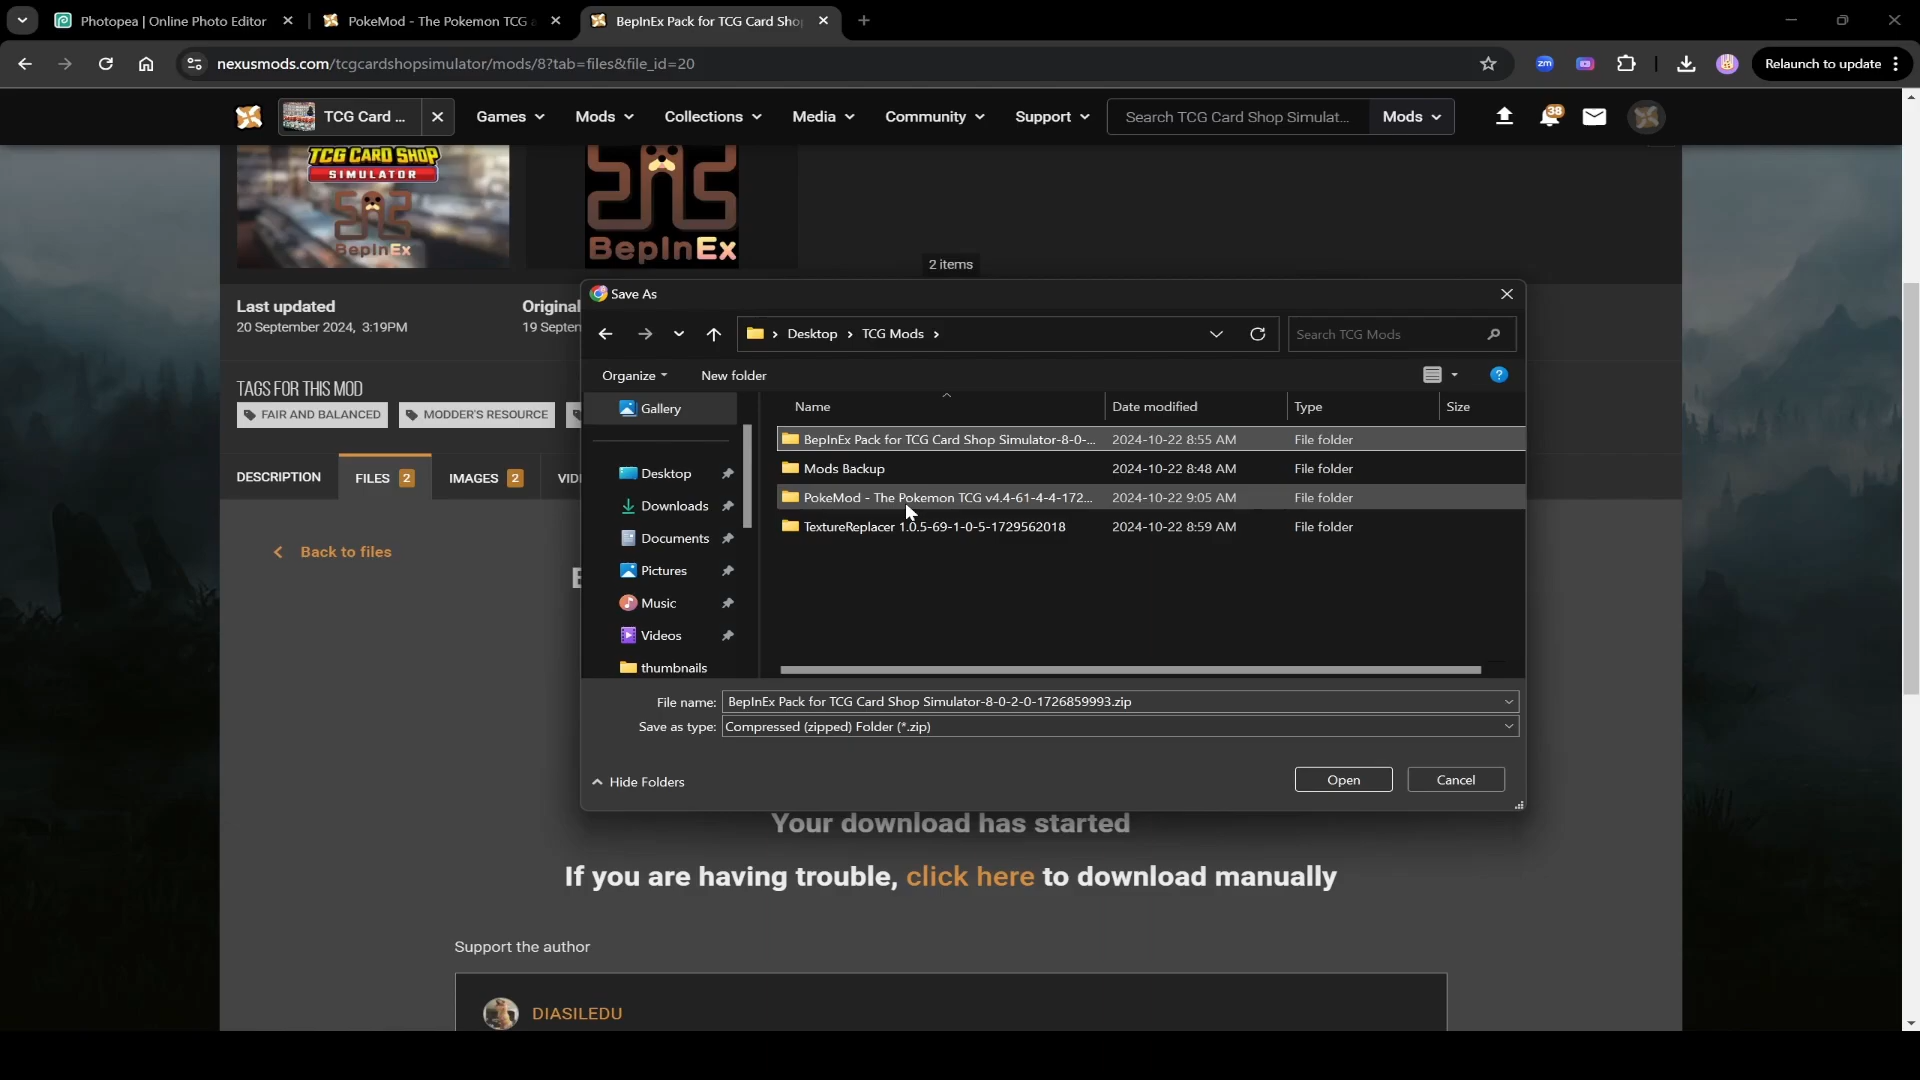 Photopea | Online Photo Editor
PokeMod - The Pokemon TCG
BepInEx Pack for TCG Card Sho
nexusmods.com/tcgcardshopsimulator/mods/8?tab=files&file_id=20
zm
Relaunch to update
TCG Card ...
Games
Mods
Collections
Media
Community
Support
Search TCG Card Shop Simulat...
Mods
38
TCG CARD SHOP
SIMULATOR
BepInEx
BepInEx
2 items
Last updated
20 September 2024, 3:19PM
Original
19 Septen
TAGS FOR THIS MOD
FAIR AND BALANCED
MODDER'S RESOURCE
DESCRIPTION
FILES 2
IMAGES 2
VID
Back to files
Save As
Desktop > TCG Mods >
Search TCG Mods
Organize
New folder
Gallery
Desktop
Downloads
Documents
Pictures
Music
Videos
thumbnails
Name Date modified Type Size
BepInEx Pack for TCG Card Shop Simulator-8-0-... 2024-10-22 8:55 AM File folder
Mods Backup 2024-10-22 8:48 AM File folder
PokeMod - The Pokemon TCG v4.4-61-4-4-172... 2024-10-22 9:05 AM File folder
TextureReplacer 1.0.5-69-1-0-5-1729562018 2024-10-22 8:59 AM File folder
File name: BepInEx Pack for TCG Card Shop Simulator-8-0-2-0-1726859993.zip
Save as type: Compressed (zipped) Folder (*.zip)
Hide Folders
Open
Cancel
Your download has started
If you are having trouble, click here to download manually
Support the author
DIASILEDU